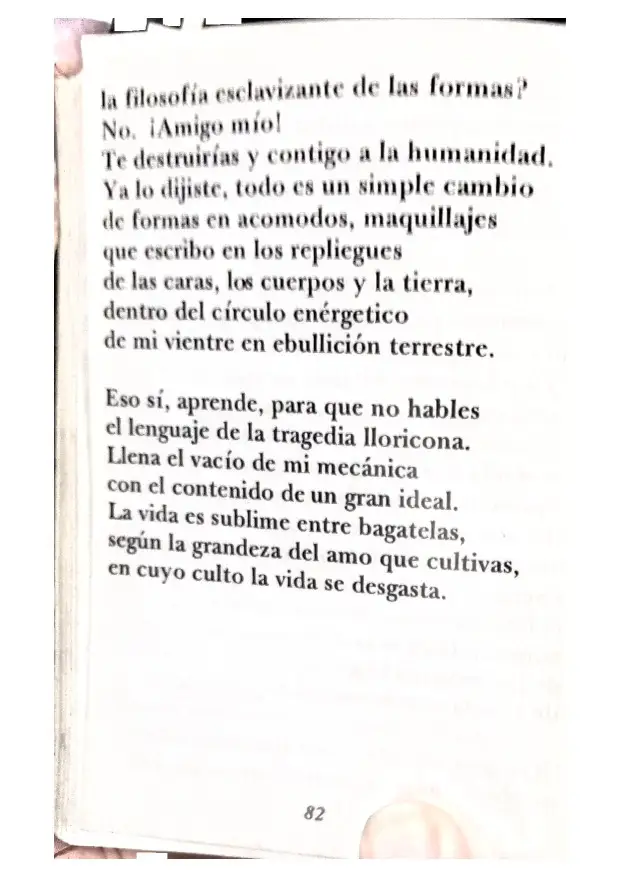 la filosofía esclavizante de las formas?
No. ¡Amigo mío!
Te destruirías y contigo a la humanidad.
Ya lo dijiste, todo es un simple cambio
de formas en acomodos, maquillajes
que escribo en los repliegues
de las caras, los cuerpos y la tierra,
dentro del círculo enérgetico
de mi vientre en ebullición terrestre.

Eso sí, aprende, para que no hables
el lenguaje de la tragedia lloricona.
Llena el vacío de mi mecánica
con el contenido de un gran ideal.
La vida es sublime entre bagatelas,
según la grandeza del amo que cultivas,
en cuyo culto la vida se desgasta.

82